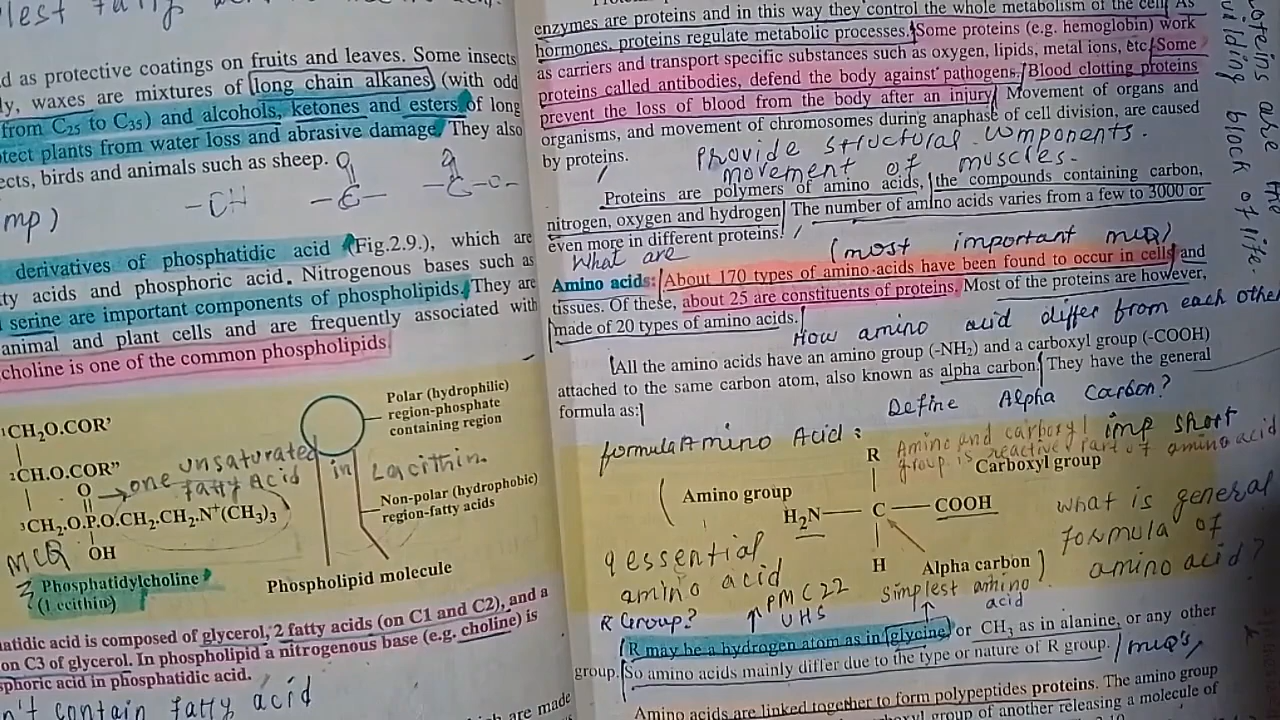 d as protective coatings on fruits and leaves. Some insects
ly, waxes are mixtures of long chain alkanes (with odd
from C25 to C35) and alcohols, ketones and esters of long
otect plants from water loss and abrasive damage. They also
ects, birds and animals such as sheep.
-CH -C- -C-O-
mp)
derivatives of phosphatidic acid (Fig.2.9.), which are
tty acids and phosphoric acid. Nitrogenous bases such as
serine are important components of phospholipids. They are
animal and plant cells and are frequently associated with
choline is one of the common phospholipids.
Polar (hydrophilic)
region-phosphate
containing region
¹CH₂O.COR'
²CH.O.COR"
O → one unsaturated
fatty Acid in Lacithin.
³CH₂.O.P.O.CH₂.CH₂.N⁺(CH₃)₃
OH
Non-polar (hydrophobic)
region-fatty acids
MCQ
Phosphatidylcholine
(Lecithin)
Phospholipid molecule
natidic acid is composed of glycerol, 2 fatty acids (on C1 and C2), and a
on C3 of glycerol. In phospholipid a nitrogenous base (e.g. choline) is
sphoric acid in phosphatidic acid.
n't contain fatty acid
enzymes are proteins and in this way they control the whole metabolism of the cell. As
hormones, proteins regulate metabolic processes. Some proteins (e.g. hemoglobin) work
as carriers and transport specific substances such as oxygen, lipids, metal ions, etc. Some
proteins called antibodies, defend the body against pathogens. Blood clotting proteins
prevent the loss of blood from the body after an injury. Movement of organs and
organisms, and movement of chromosomes during anaphase of cell division, are caused
by proteins.
Provide structural components.
movement of muscles.
Proteins are polymers of amino acids, the compounds containing carbon,
nitrogen, oxygen and hydrogen. The number of amino acids varies from a few to 3000 or
even more in different proteins.
What are
(most important mcq)
Amino acids: About 170 types of amino-acids have been found to occur in cells and
tissues. Of these, about 25 are constituents of proteins. Most of the proteins are however,
made of 20 types of amino acids.
How amino acid differ from each other
All the amino acids have an amino group (-NH₂) and a carboxyl group (-COOH)
attached to the same carbon atom, also known as alpha carbon. They have the general
formula as:
Define Alpha Carbon?
formula Amino Acid:
imp short
Amino and carboxyl
group is reactive part of amino acid
R
Carboxyl group
Amino group
H₂N — C — COOH
H
Alpha carbon
what is general
formula of
amino acid?
9 essential
amino acid
PMC 22
UHS
simplest amino
acid
R Group?
R may be a hydrogen atom as in glycine, or CH₃ as in alanine, or any other
group. So amino acids mainly differ due to the type or nature of R group.
mcq's
Amino acids are linked together to form polypeptides proteins. The amino group
group of another releasing a molecule of
are made
building block of life.